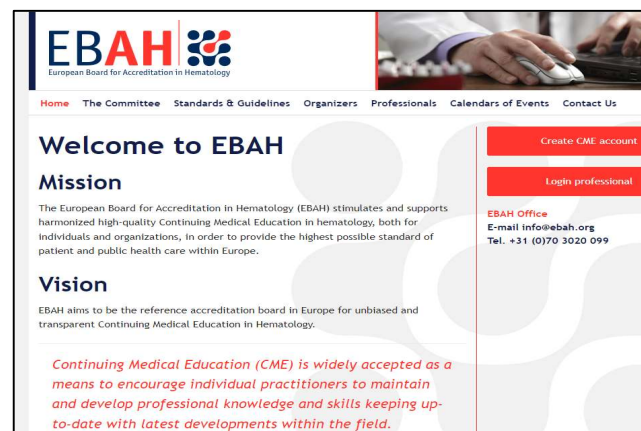 EBAH
European Board for Accreditation in Hematology
Home The Committee Standards & Guidelines Organizers Professionals Calendars of Events Contact Us
Welcome to EBAH
Mission
The European Board for Accreditation in Hematology (EBAH) stimulates and supports
harmonized high-quality Continuing Medical Education in hematology, both for
individuals and organizations, in order to provide the highest possible standard of
patient and public health care within Europe.
Vision
EBAH aims to be the reference accreditation board in Europe for unbiased and
transparent Continuing Medical Education in Hematology.
Continuing Medical Education (CME) is widely accepted as a
means to encourage individual practitioners to maintain
and develop professional knowledge and skills keeping up-
to-date with latest developments within the field.
Create CME account
Login professional
EBAH Office
E-mail info@ebah.org
Tel. +31 (0)70 3020 099